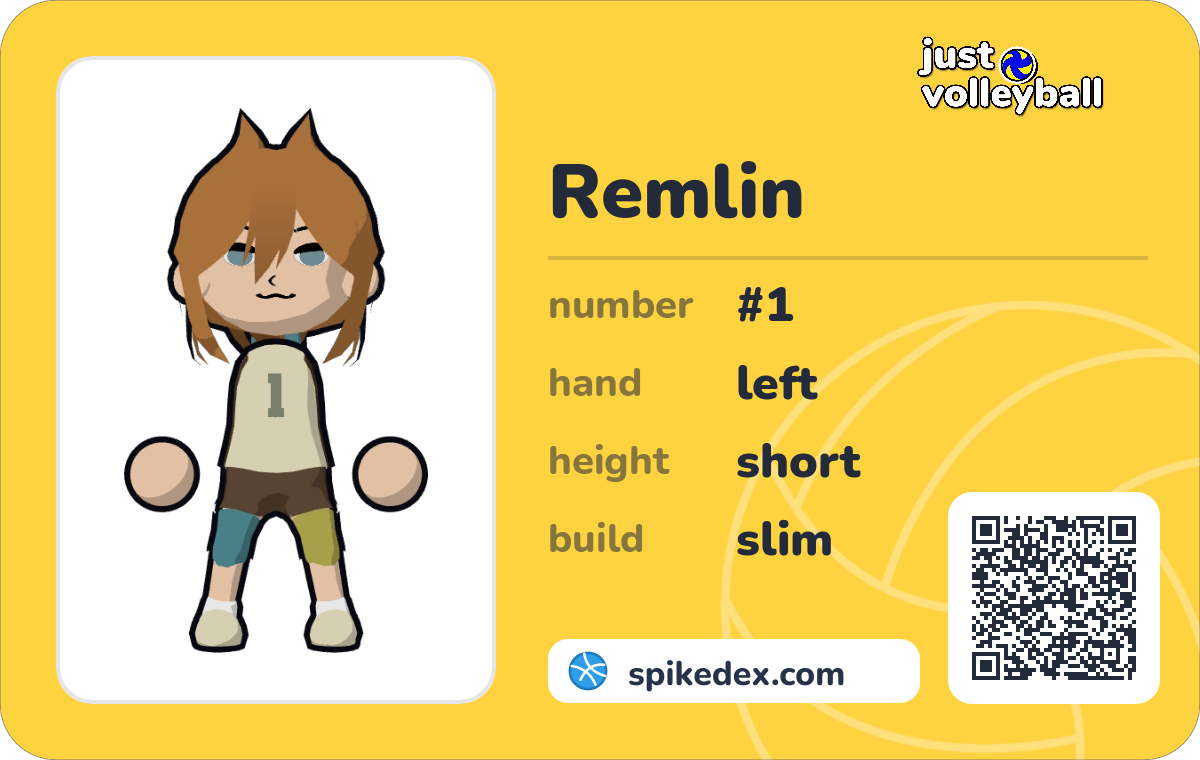 just
volleyball
Remlin
number #1
hand left
height short
build slim
1
spikedex.com